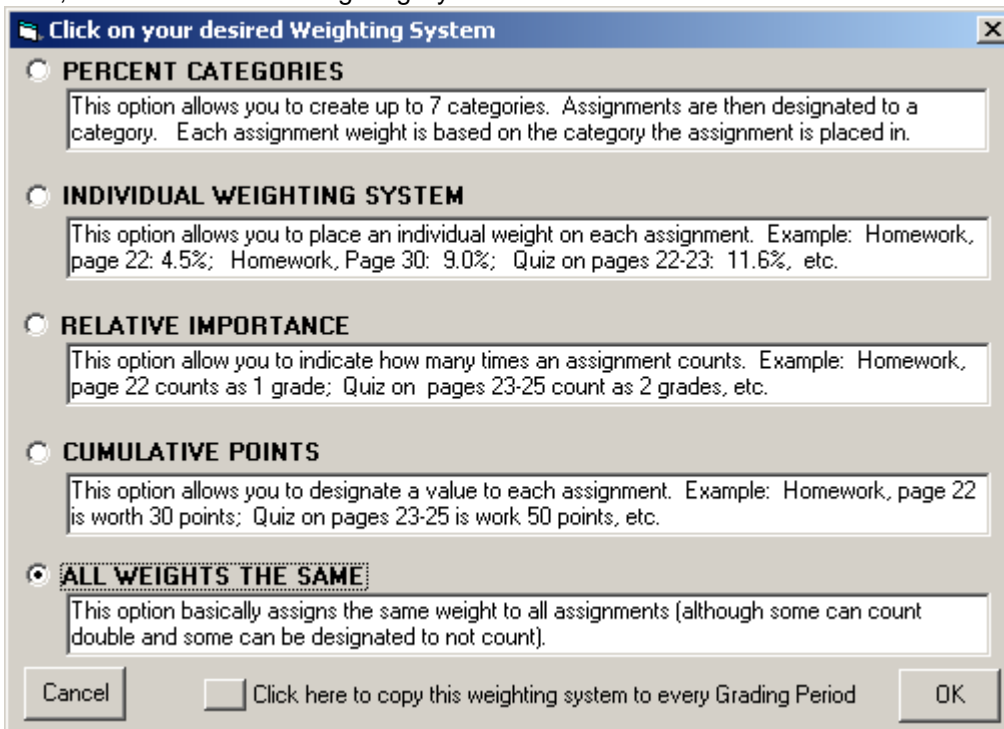 Click on your desired Weighting System
PERCENT CATEGORIES
This option allows you to create up to 7 categories. Assignments are then designated to a
category. Each assignment weight is based on the category the assignment is placed in.
INDIVIDUAL WEIGHTING SYSTEM
This option allows you to place an individual weight on each assignment. Example: Homework,
page 22: 4.5%; Homework, Page 30: 9.0%; Quiz on pages 22-23: 11.6%, etc.
RELATIVE IMPORTANCE
This option allow you to indicate how many times an assignment counts. Example: Homework,
page 22 counts as 1 grade; Quiz on pages 23-25 count as 2 grades, etc.
CUMULATIVE POINTS
This option allows you to designate a value to each assignment. Example: Homework, page 22
is worth 30 points; Quiz on pages 23-25 is work 50 points, etc.
ALL WEIGHTS THE SAME
This option basically assigns the same weight to all assignments (although some can count
double and some can be designated to not count).
Cancel Click here to copy this weighting system to every Grading Period OK